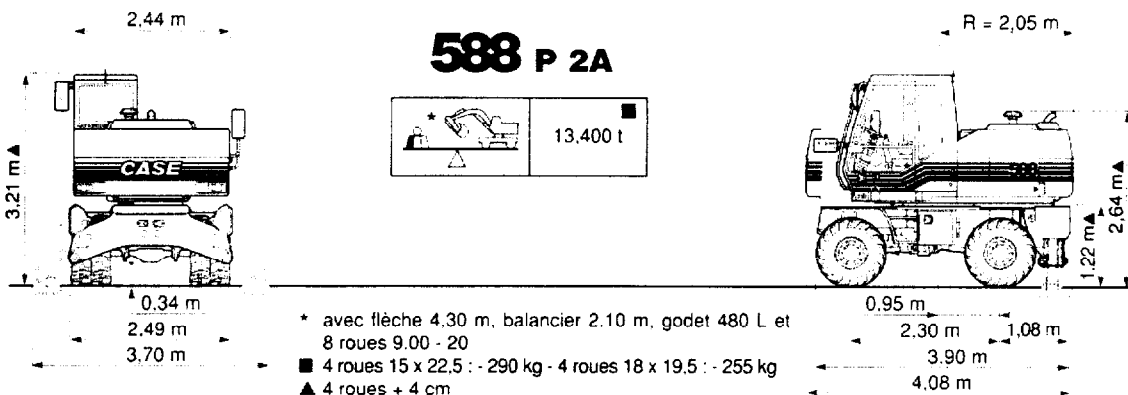 2,44 m
588 P 2A
R = 2,05 m
* ■
13,400 t
3,21 m▲
CASE
588
2,64 m▲
1.22 m▲
0,34 m
2,49 m
3,70 m
0,95 m
2,30 m
1,08 m
3.90 m
4,08 m
* avec flèche 4,30 m, balancier 2.10 m, godet 480 L et
8 roues 9.00 - 20
■ 4 roues 15 x 22,5 : - 290 kg - 4 roues 18 x 19.5 : - 255 kg
▲ 4 roues + 4 cm